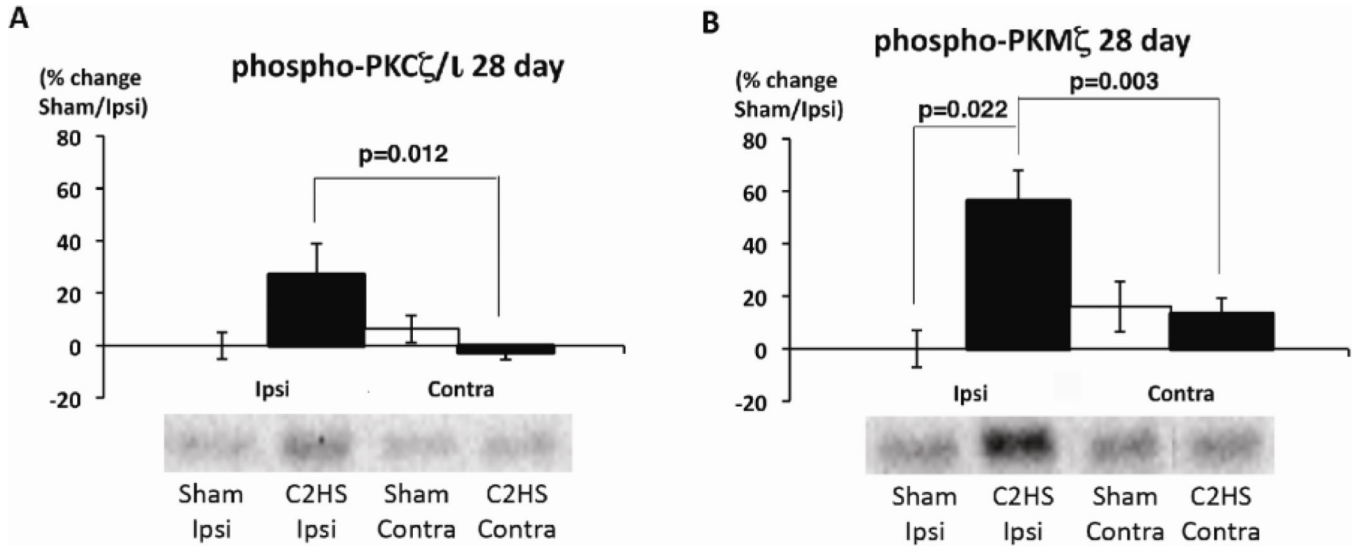 A
phospho-PKCζ/ι 28 day
(% change
Sham/Ipsi)
80
60
40
20
0
-20
p=0.012
Ipsi
Contra
Sham
Ipsi
C2HS
Ipsi
Sham
Contra
C2HS
Contra
B
phospho-PKMζ 28 day
(% change
Sham/Ipsi)
80
60
40
20
0
-20
p=0.003
p=0.022
Ipsi
Contra
Sham
Ipsi
C2HS
Ipsi
Sham
Contra
C2HS
Contra